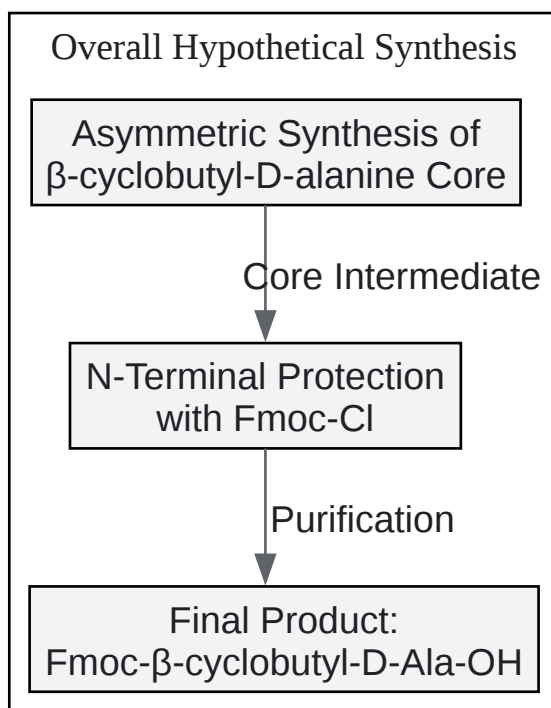 Overall Hypothetical Synthesis
Asymmetric Synthesis of
β-cyclobutyl-D-alanine Core
Core Intermediate
N-Terminal Protection
with Fmoc-Cl
Purification
Final Product:
Fmoc-β-cyclobutyl-D-Ala-OH